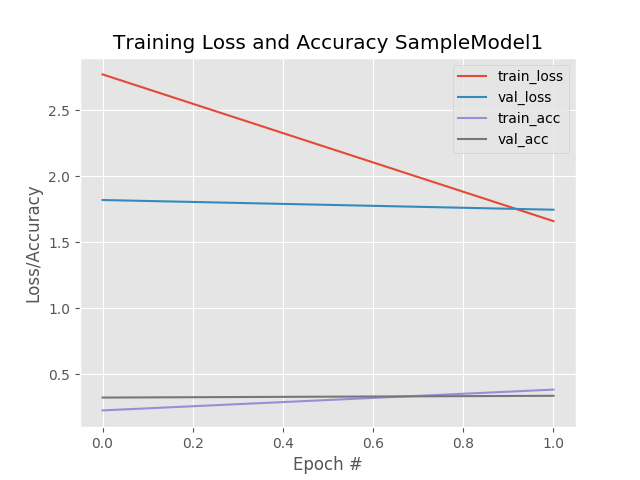 Training Loss and Accuracy SampleModel1
train_loss
val_loss
train_acc
val_acc
Loss/Accuracy
2.5
2.0
1.5
1.0
0.5
0.0 0.2 0.4 0.6 0.8 1.0
Epoch #